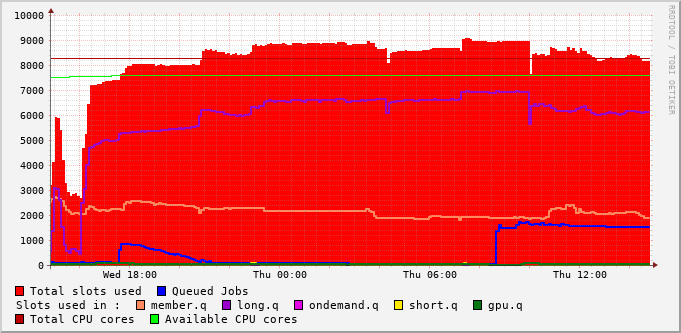 10000
9000
8000
7000
6000
5000
4000
3000
2000
1000
0
Wed 18:00 Thu 00:00 Thu 06:00 Thu 12:00
RRDTOOL / TOBI OETIKER
Total slots used Queued Jobs
Slots used in : member.q long.q ondemand.q short.q gpu.q
Total CPU cores Available CPU cores